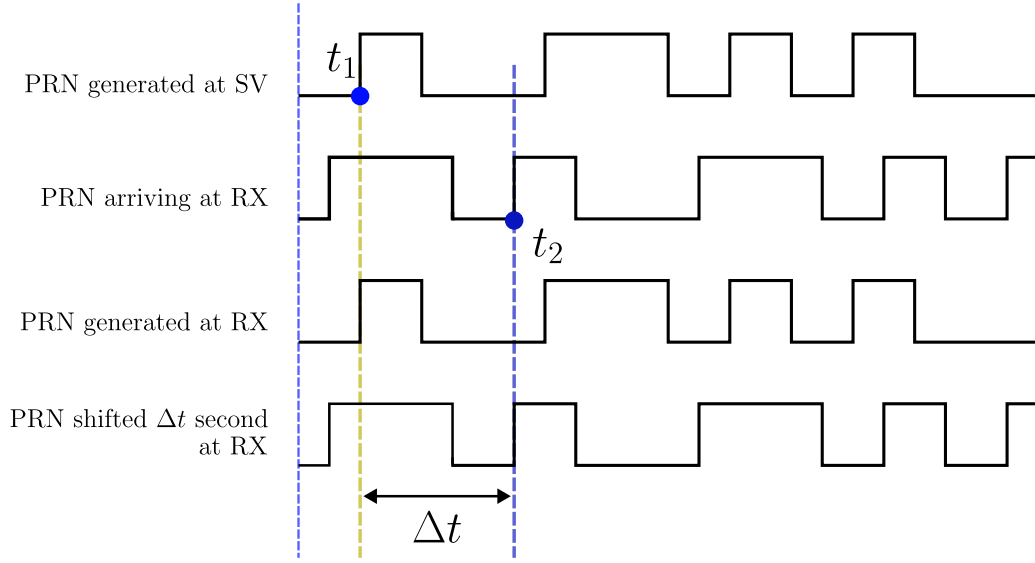 t₁
PRN generated at SV
PRN arriving at RX
t₂
PRN generated at RX
PRN shifted Δt second
at RX
Δt